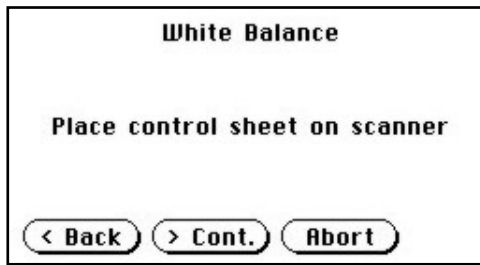 White Balance
Place control sheet on scanner
< Back > Cont. Abort